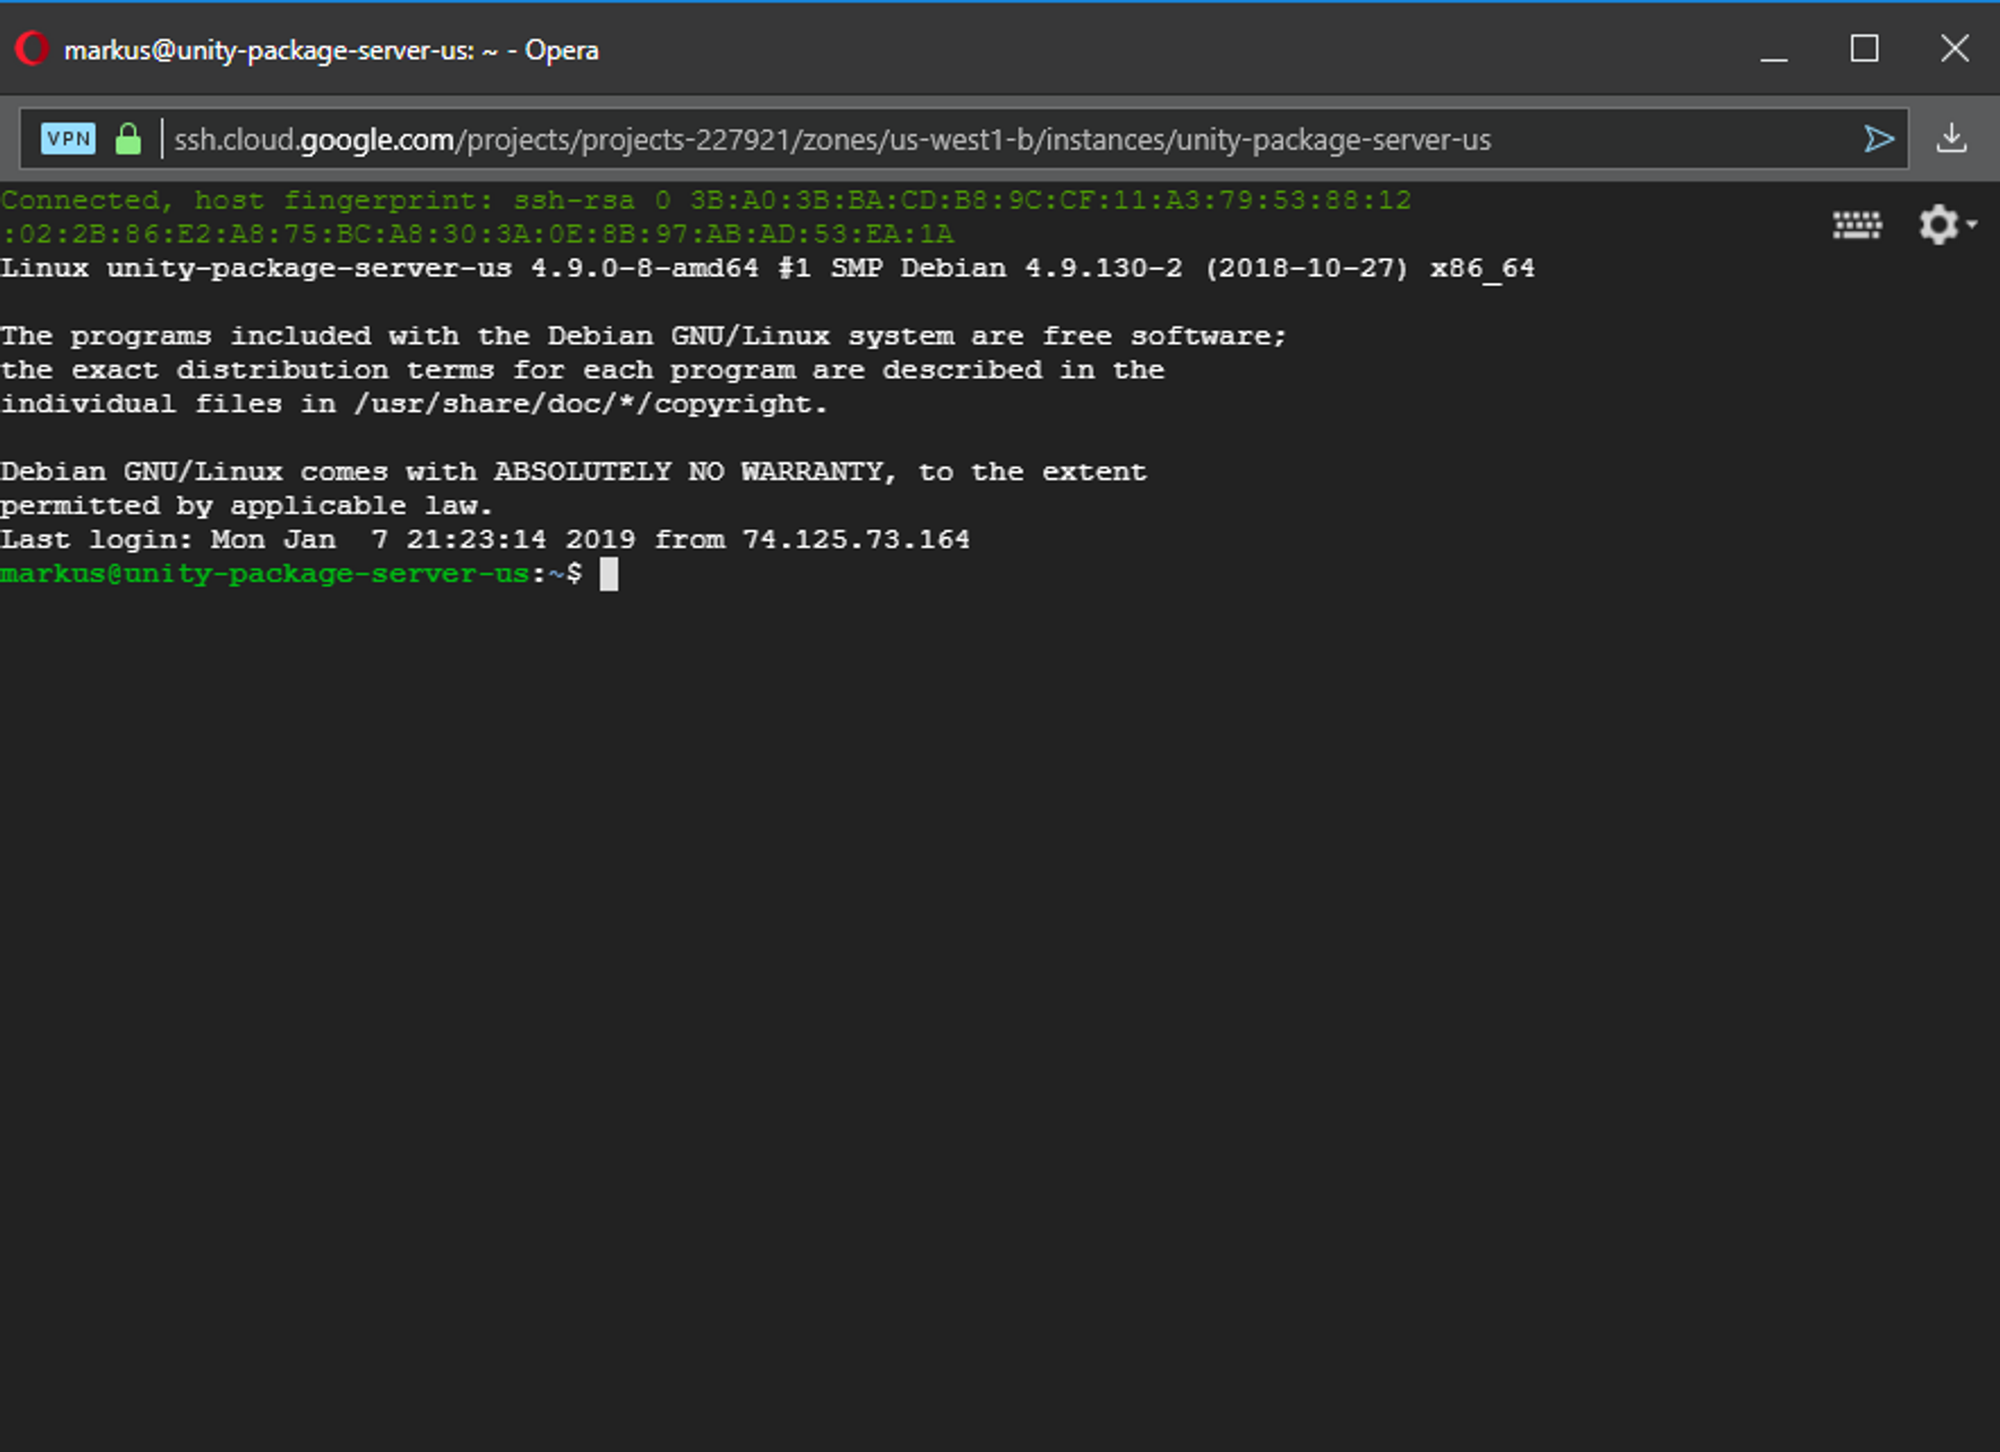 markus@unity-package-server-us: ~ - Opera
VPN ssh.cloud.google.com/projects/projects-227921/zones/us-west1-b/instances/unity-package-server-us
Connected, host fingerprint: ssh-rsa 0 3B:A0:3B:BA:CD:B8:9C:CF:11:A3:79:53:88:12
:02:2B:86:E2:A8:75:BC:A8:30:3A:0E:8B:97:AB:AD:53:EA:1A
Linux unity-package-server-us 4.9.0-8-amd64 #1 SMP Debian 4.9.130-2 (2018-10-27) x86_64
The programs included with the Debian GNU/Linux system are free software;
the exact distribution terms for each program are described in the
individual files in /usr/share/doc/*/copyright.
Debian GNU/Linux comes with ABSOLUTELY NO WARRANTY, to the extent
permitted by applicable law.
Last login: Mon Jan  7 21:23:14 2019 from 74.125.73.164
markus@unity-package-server-us:~$